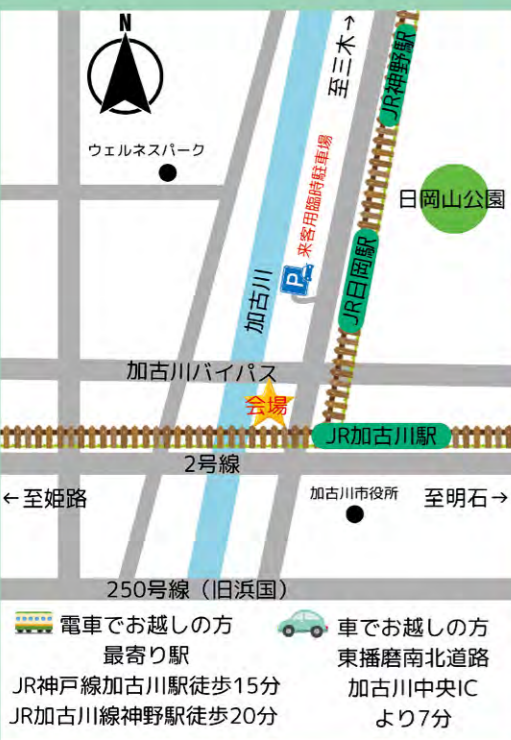 N
至三木→
JR神野駅
ウェルネスパーク
来客用臨時駐車場
日岡山公園
P
JR日岡駅
加古川
加古川バイパス
会場
JR加古川駅
2号線
←至姫路
加古川市役所
至明石→
250号線（旧浜国）
電車でお越しの方
最寄り駅
JR神戸線加古川駅徒歩15分
JR加古川線神野駅徒歩20分
車でお越しの方
東播磨南北道路
加古川中央IC
より7分